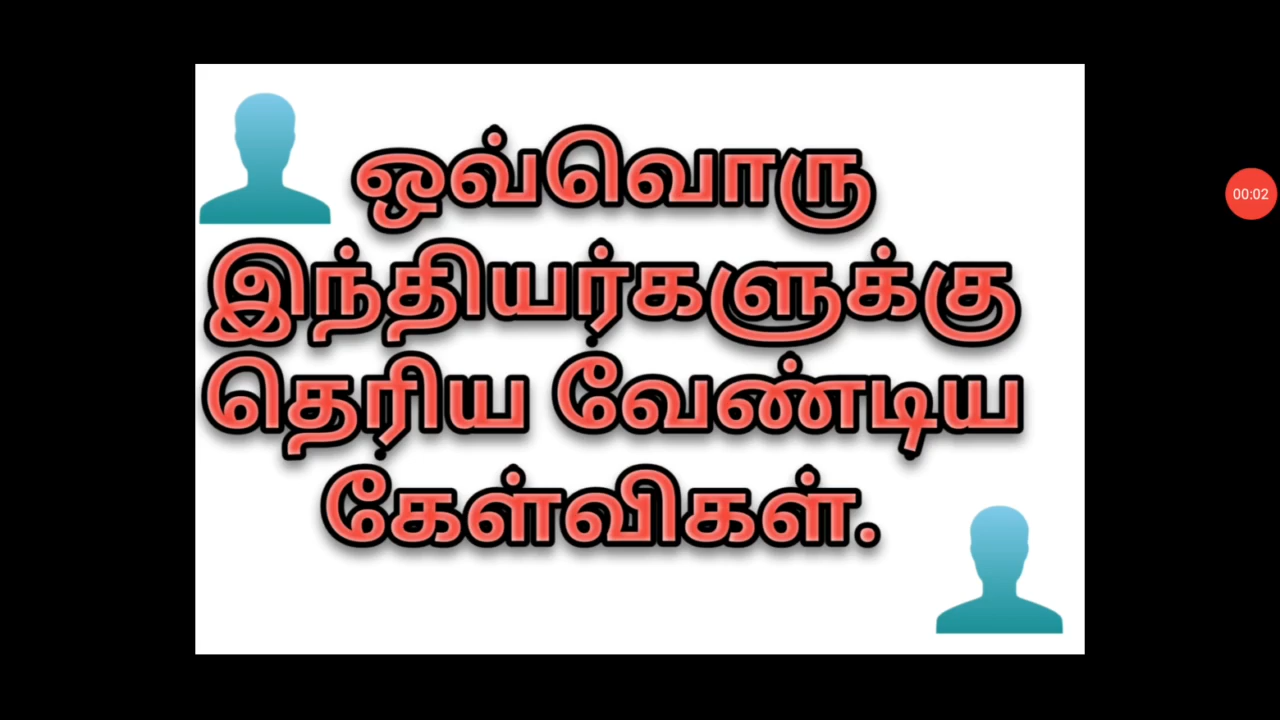 ஒவ்வொரு
இந்தியர்களுக்கு
தெரிய வேண்டிய
கேள்விகள்.
00:02